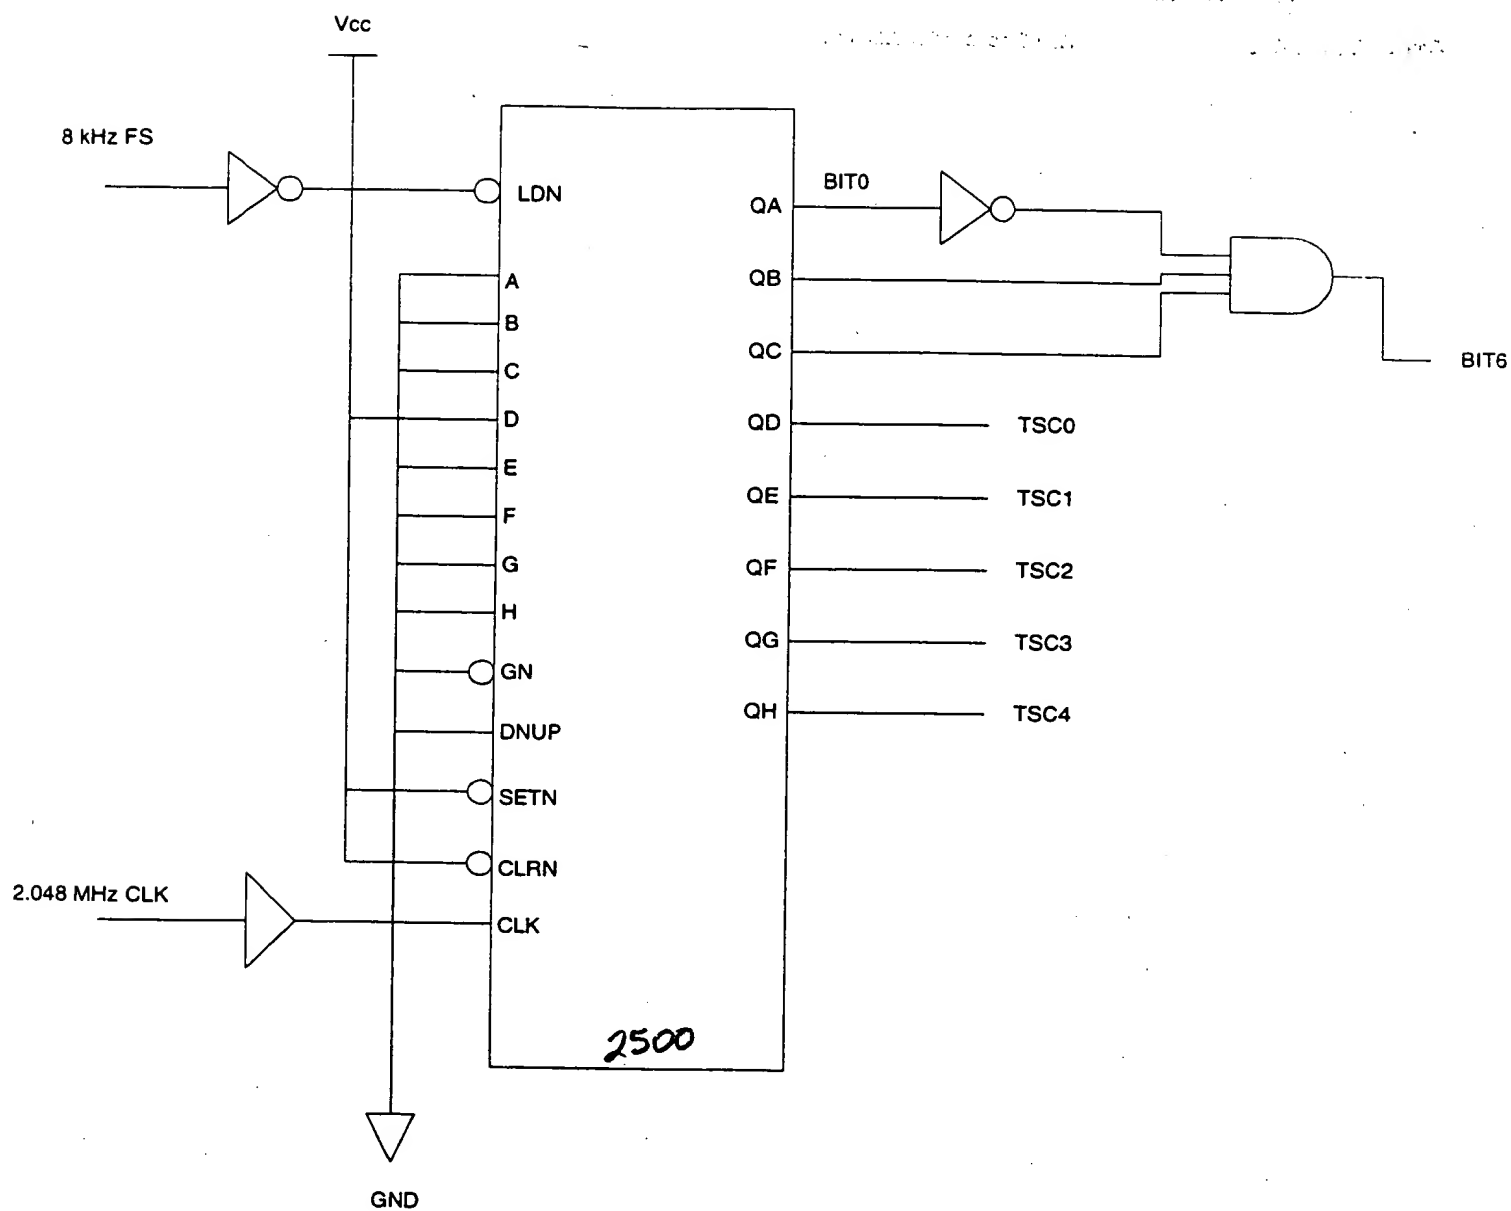 Vcc
8 kHz FS
LDN
A
B
C
D
E
F
G
H
GN
DNUP
SETN
CLRN
2.048 MHz CLK
CLK
GND
2500
QA
QB
QC
QD
QE
QF
QG
QH
BIT0
BIT6
TSC0
TSC1
TSC2
TSC3
TSC4